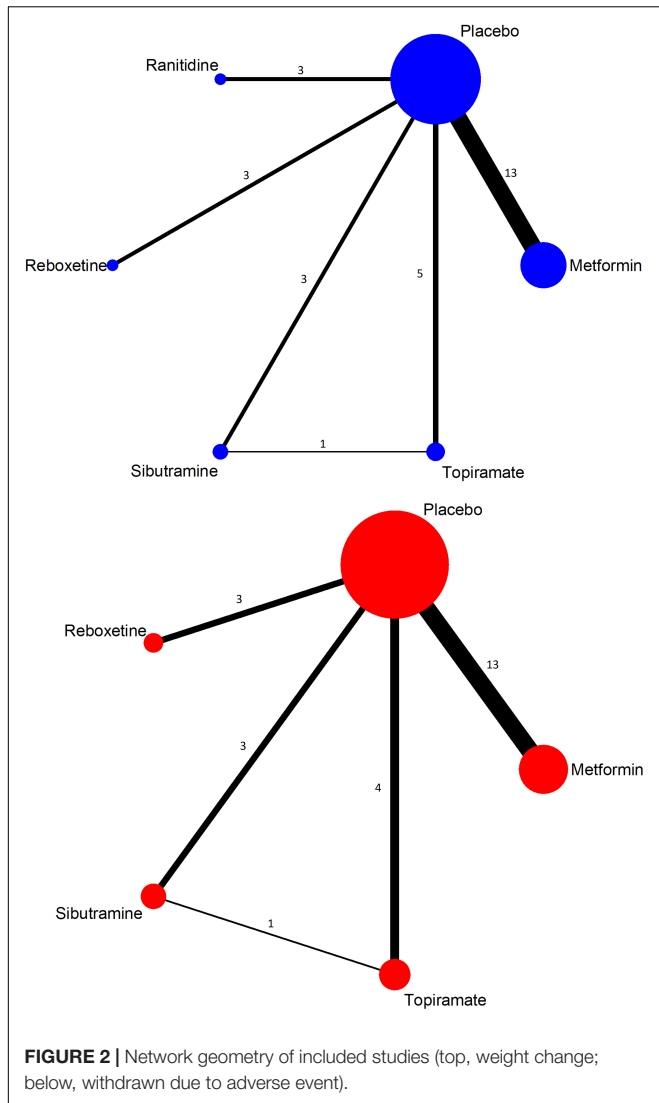 Placebo
Ranitidine
3
13
3
Reboxetine
Metformin
3
5
1
Sibutramine
Topiramate
Placebo
3
Reboxetine
13
3
Metformin
4
Sibutramine
1
Topiramate
FIGURE 2 | Network geometry of included studies (top, weight change;
below, withdrawn due to adverse event).